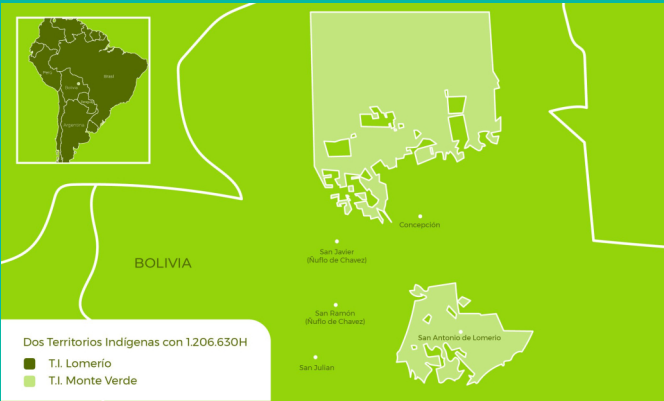 Perú
Brasil
Bolivia
Argentina
Concepción
San Javier
(Ñuflo de Chavez)
BOLIVIA
San Ramón
(Ñuflo de Chavez)
San Antonio de Lomerio
San Julian
Dos Territorios Indígenas con 1.206.630H
T.I. Lomerío
T.I. Monte Verde